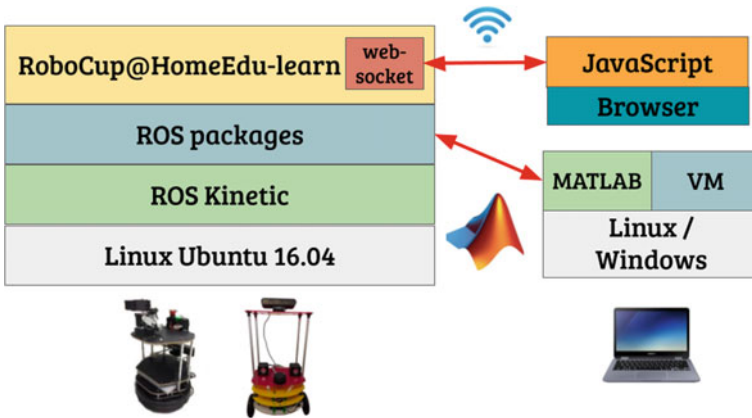 RoboCup@HomeEdu-learn
web-
socket
JavaScript
Browser
ROS packages
ROS Kinetic
MATLAB
VM
Linux Ubuntu 16.04
Linux /
Windows